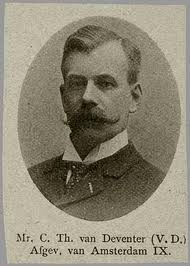 Mr. C. Th. van Deventer (V. D.)
Afgev. van Amsterdam IX.